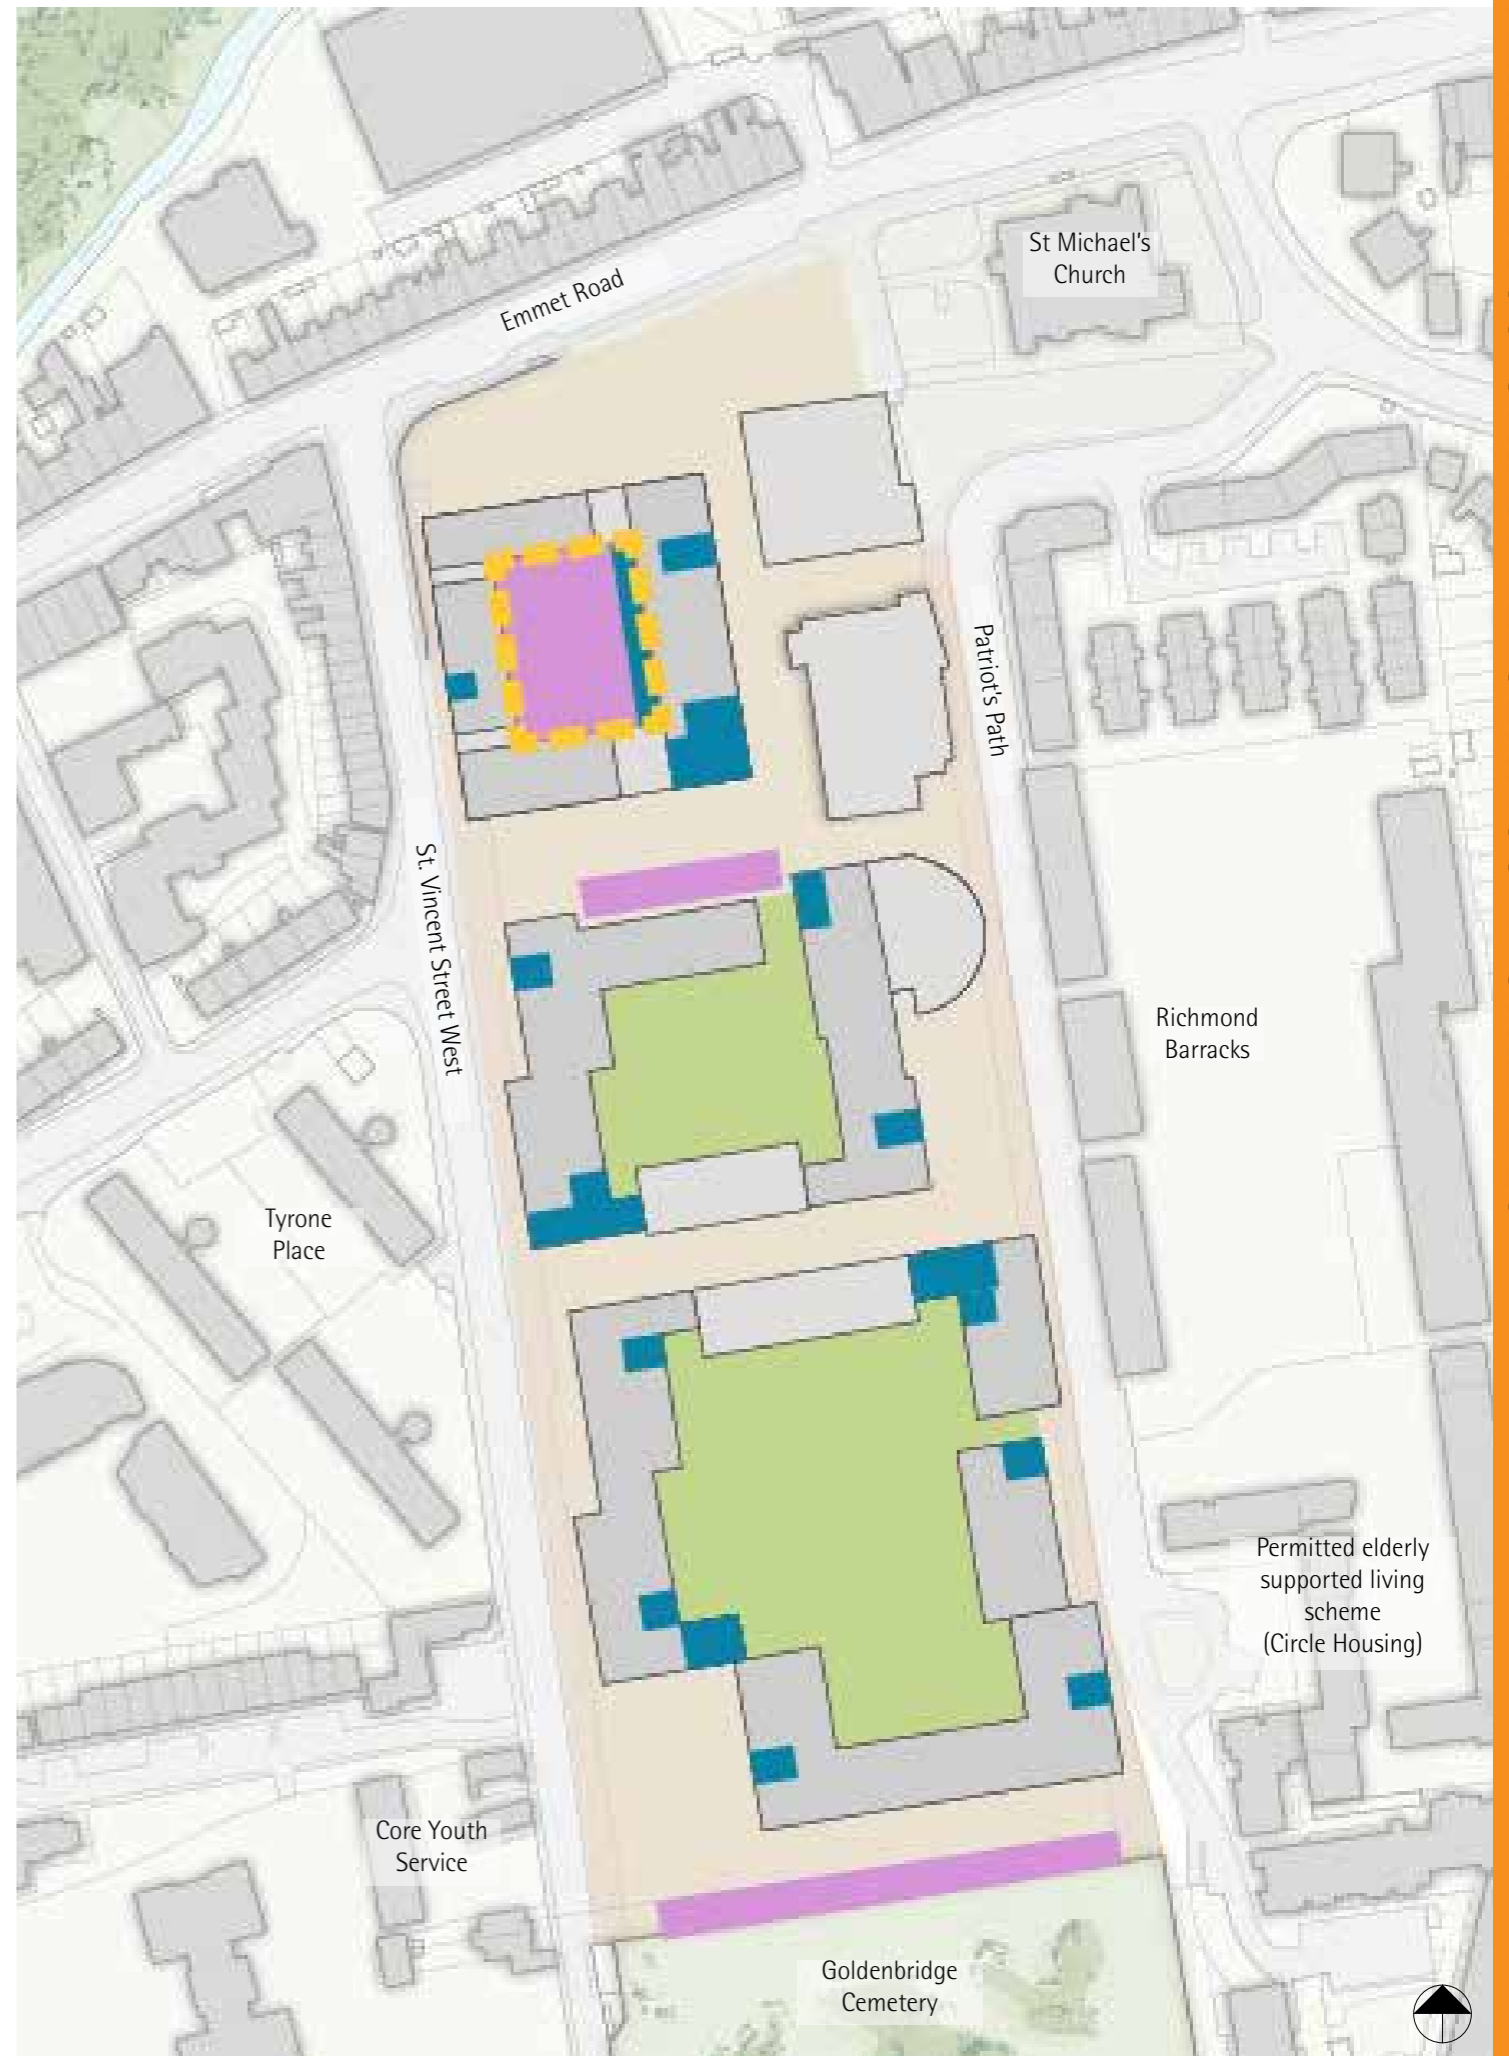 St Michael's
Church
Emmet Road
Patriot's Path
St. Vincent Street West
Richmond
Barracks
Tyrone
Place
Permitted elderly
supported living
scheme
(Circle Housing)
Core Youth
Service
Goldenbridge
Cemetery